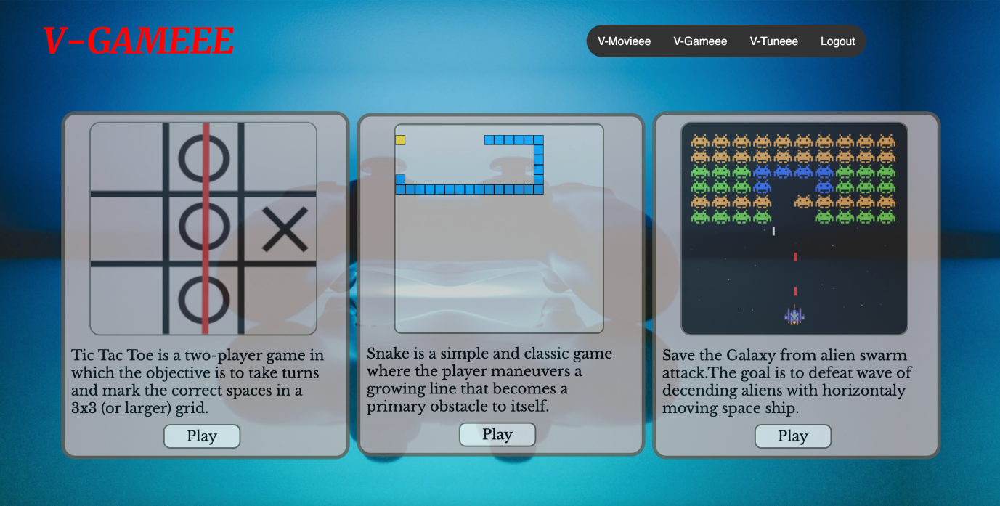 V-GAMEEE
V-Movieee V-Gameee V-Tuneee Logout
Tic Tac Toe is a two-player game in
which the objective is to take turns
and mark the correct spaces in a
3x3 (or larger) grid.
Play
Snake is a simple and classic game
where the player maneuvers a
growing line that becomes a
primary obstacle to itself.
Play
Save the Galaxy from alien swarm
attack.The goal is to defeat wave of
decending aliens with horizontaly
moving space ship.
Play